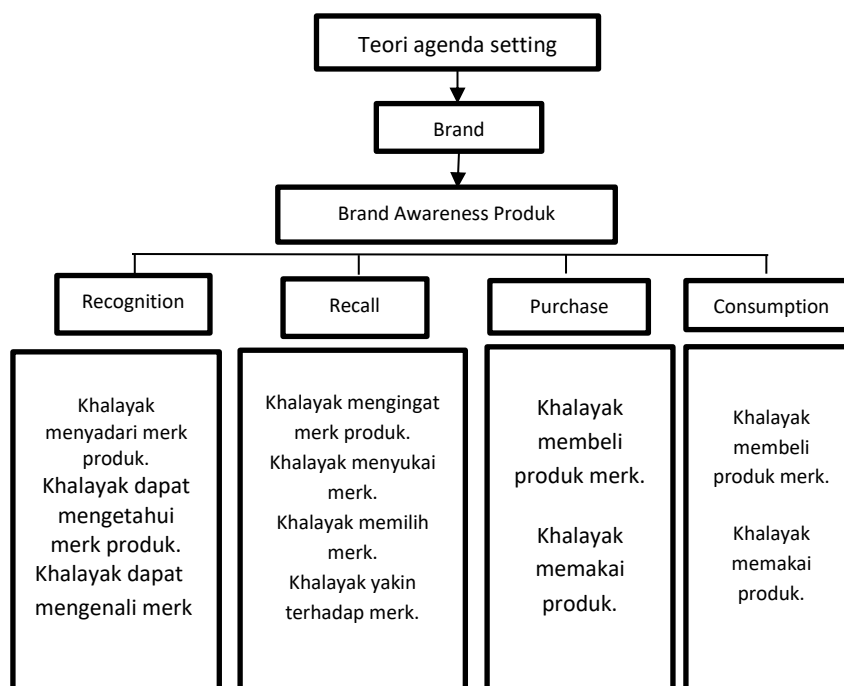 Teori agenda setting
Brand
Brand Awareness Produk
Recognition
Recall
Purchase
Consumption
Khalayak
menyadari merk
produk.
Khalayak dapat
mengetahui
merk produk.
Khalayak dapat
mengenali merk
Khalayak mengingat
merk produk.
Khalayak menyukai
merk.
Khalayak memilih
merk.
Khalayak yakin
terhadap merk.
Khalayak
membeli
produk merk.
Khalayak
memakai
produk.
Khalayak
membeli
produk merk.
Khalayak
memakai
produk.